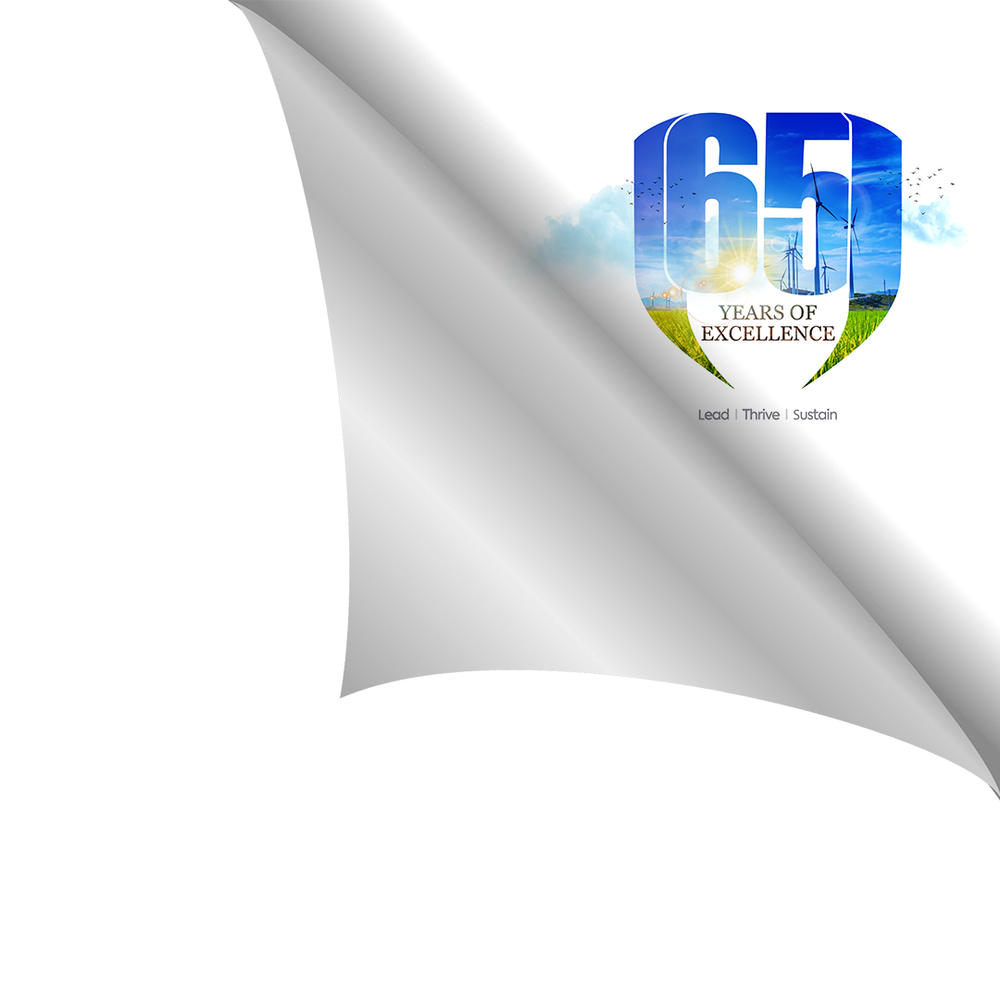 65
YEARS OF
EXCELLENCE
Lead | Thrive | Sustain